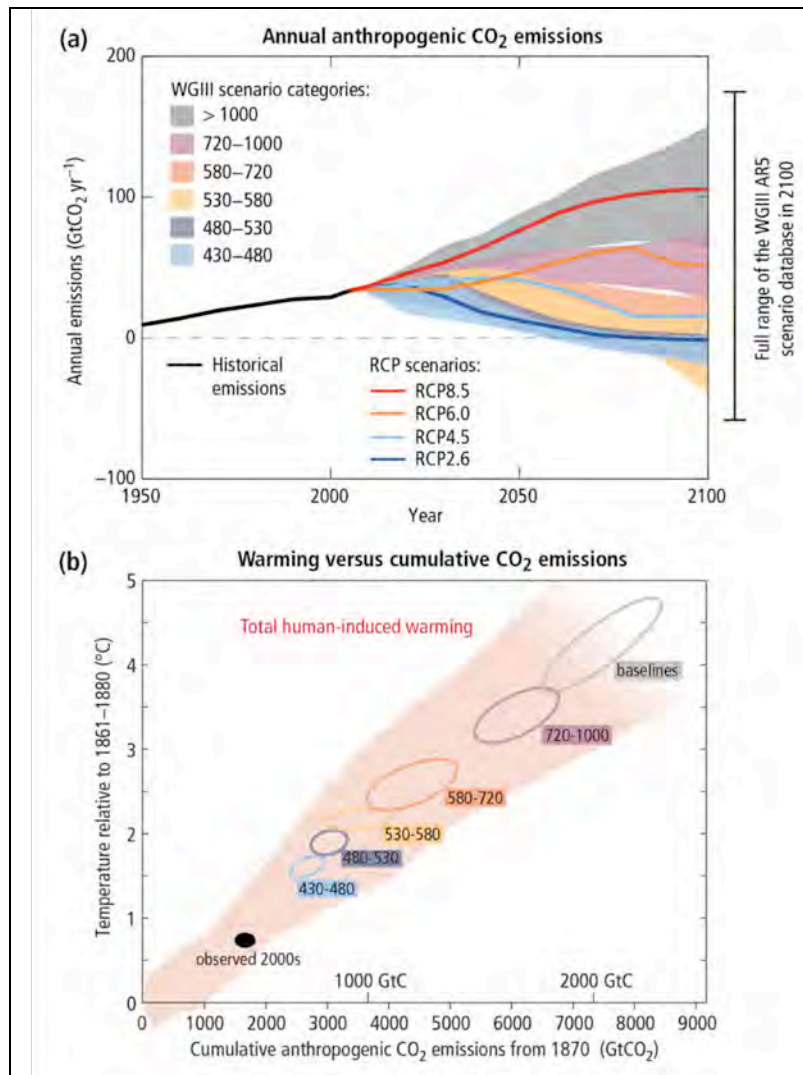 (a) Annual anthropogenic CO₂ emissions
200
WGIII scenario categories:
> 1000
720–1000
580–720
530–580
480–530
430–480
100
0
−100
Annual emissions (GtCO₂ yr⁻¹)
Historical
emissions
RCP scenarios:
RCP8.5
RCP6.0
RCP4.5
RCP2.6
1950 2000 2050 2100
Year
Full range of the WGIII AR5
scenario database in 2100
(b) Warming versus cumulative CO₂ emissions
5
4
3
2
1
0
Temperature relative to 1861–1880 (°C)
Total human-induced warming
baselines
720-1000
580-720
530-580
480-530
430-480
observed 2000s
1000 GtC 2000 GtC
0 1000 2000 3000 4000 5000 6000 7000 8000 9000
Cumulative anthropogenic CO₂ emissions from 1870 (GtCO₂)